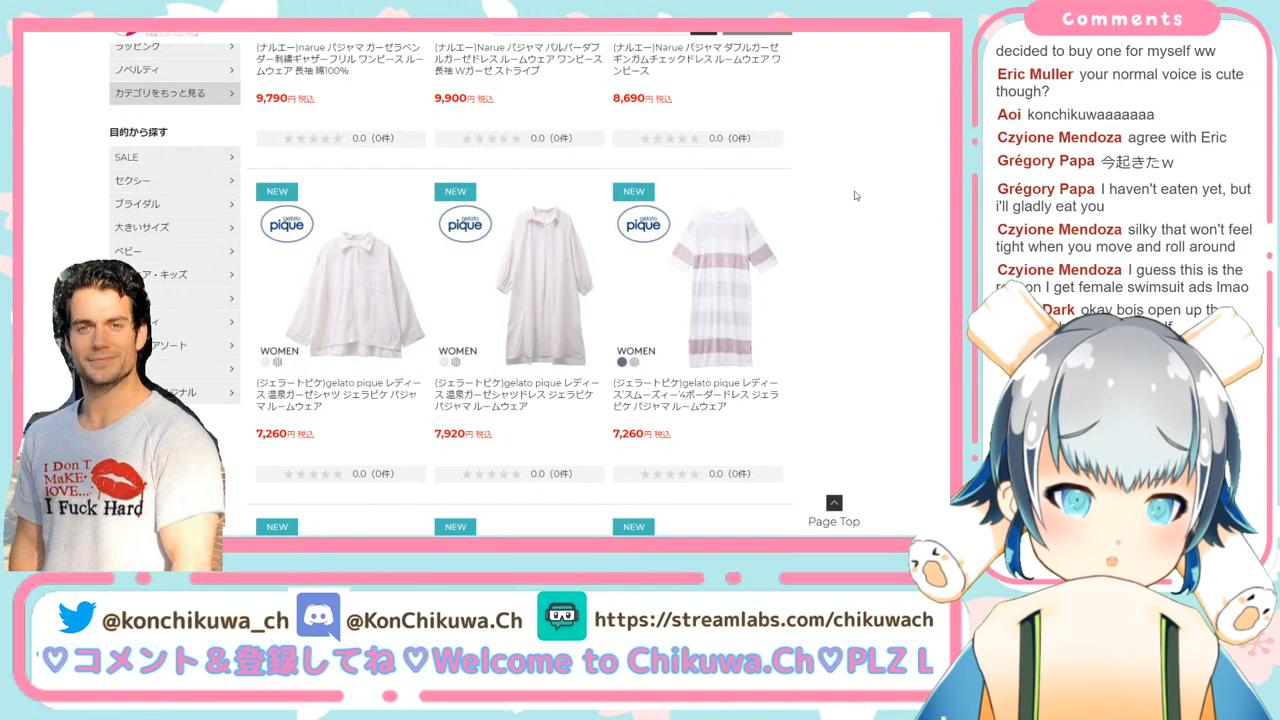 ラッピング
ノベルティ
カテゴリをもっと見る
目的から探す
SALE
セクシー
ブライダル
大きいサイズ
ベビー
ア・キッズ
アソート
ジナル
(ナルエー)narue パジャマ ガーゼラベン
ダー刺繍ギャザーフリル ワンピース ルー
ムウェア 長袖 綿100%
9,790円 税込
0.0 (0件)
(ナルエー)Narue パジャマ パルパーダブ
ルガーゼドレス ルームウェア ワンピース
長袖 Wガーゼ ストライプ
9,900円 税込
0.0 (0件)
(ナルエー)Narue パジャマ ダブルガーゼ
ギンガムチェックドレス ルームウェア ワ
ンピース
8,690円 税込
0.0 (0件)
NEW
gelato
pique
WOMEN
(ジェラートピケ)gelato pique レディー
ス 温泉ガーゼシャツ ジェラピケ パジャ
マ ルームウェア
7,260円 税込
0.0 (0件)
NEW
gelato
pique
WOMEN
(ジェラートピケ)gelato pique レディー
ス 温泉ガーゼシャツドレス ジェラピケ
パジャマ ルームウェア
7,920円 税込
0.0 (0件)
NEW
gelato
pique
WOMEN
(ジェラートピケ)gelato pique レディー
ス'スムーズィー'4ボーダードレス ジェラ
ピケ パジャマ ルームウェア
7,260円 税込
0.0 (0件)
NEW
NEW
NEW
Page Top
I DON'T
MAKE
LOVE...
I Fuck Hard
Comments
decided to buy one for myself ww
Eric Muller your normal voice is cute
though?
Aoi konchikuwaaaaaaa
Czyione Mendoza agree with Eric
Grégory Papa 今起きたw
Grégory Papa I haven't eaten yet, but
i'll gladly eat you
Czyione Mendoza silky that won't feel
tight when you move and roll around
Czyione Mendoza I guess this is the
on I get female swimsuit ads lmao
Dark okay bois open up
@konchikuwa_ch
@KonChikuwa.Ch
https://streamlabs.com/chikuwach
♡コメント＆登録してね ♡Welcome to Chikuwa.Ch♡PLZ L